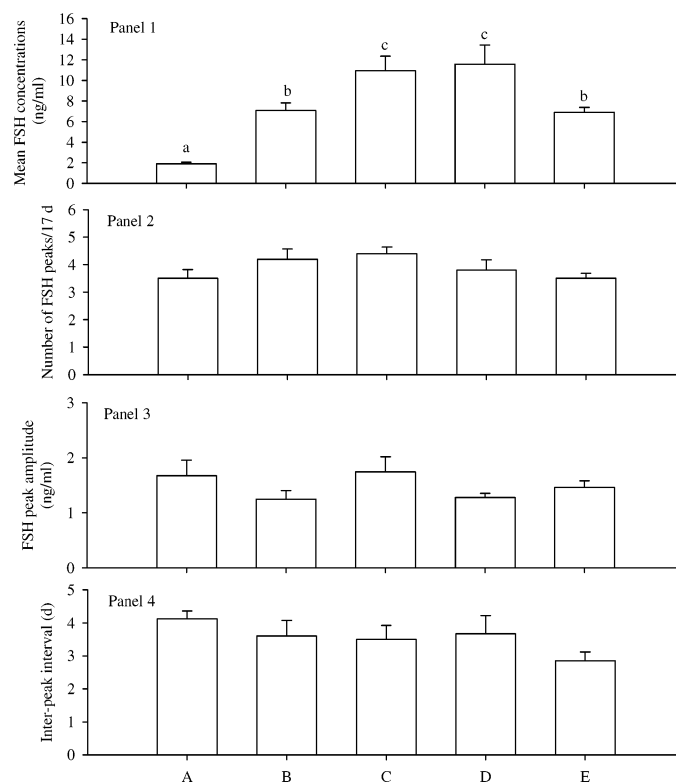 Panel 1
Mean FSH concentrations
(ng/ml)
16
14
12
10
8
6
4
2
0
a
b
c
c
b
Panel 2
Number of FSH peaks/17 d
6
5
4
3
2
1
0
Panel 3
FSH peak amplitude
(ng/ml)
3
2
1
0
Panel 4
Inter-peak interval (d)
5
4
3
2
1
0
A
B
C
D
E